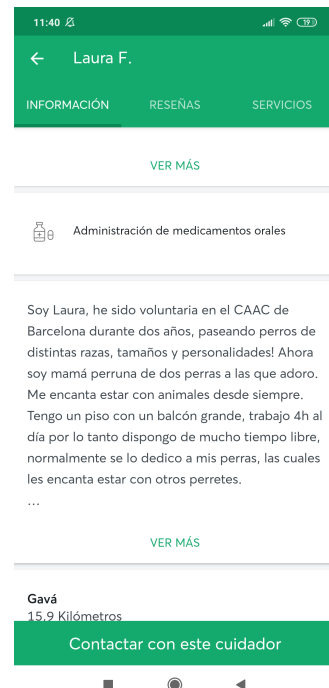 11:40
19
Laura F.
INFORMACIÓN RESEÑAS SERVICIOS
VER MÁS
Administración de medicamentos orales
Soy Laura, he sido voluntaria en el CAAC de
Barcelona durante dos años, paseando perros de
distintas razas, tamaños y personalidades! Ahora
soy mamá perruna de dos perras a las que adoro.
Me encanta estar con animales desde siempre.
Tengo un piso con un balcón grande, trabajo 4h al
día por lo tanto dispongo de mucho tiempo libre,
normalmente se lo dedico a mis perras, las cuales
les encanta estar con otros perretes.
...
VER MÁS
Gavá
15.9 Kilómetros
Contactar con este cuidador